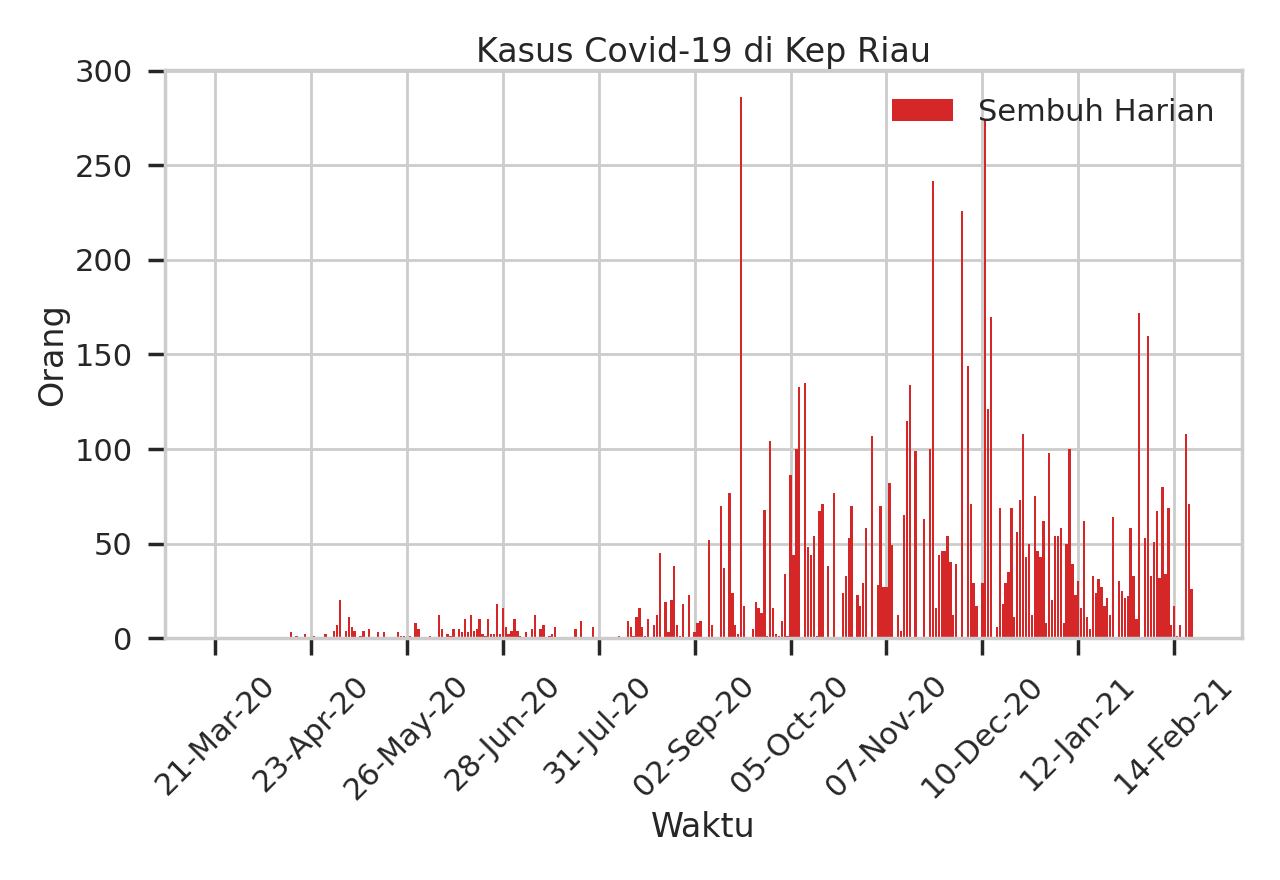 Kasus Covid-19 di Kep Riau
Sembuh Harian
Orang
300
250
200
150
100
50
0
21-Mar-20
23-Apr-20
26-May-20
28-Jun-20
31-Jul-20
02-Sep-20
05-Oct-20
07-Nov-20
10-Dec-20
12-Jan-21
14-Feb-21
Waktu